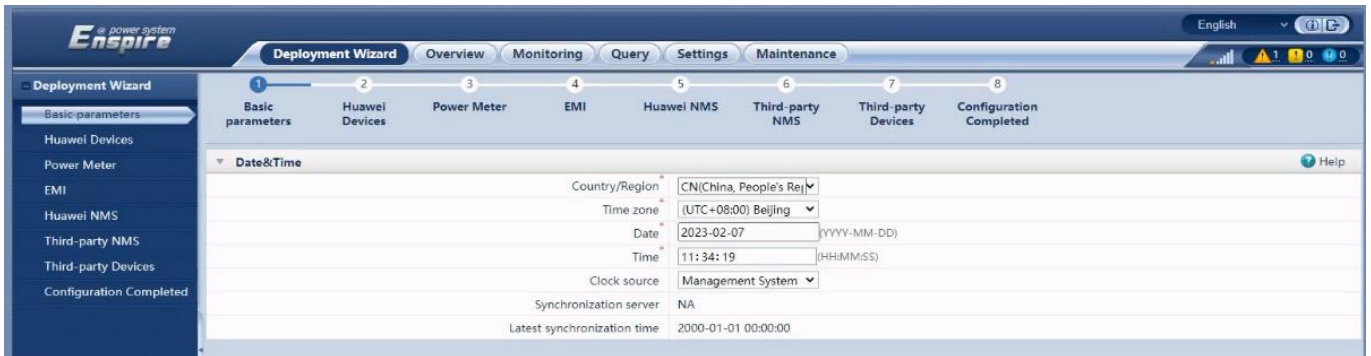 @ power system
Enspire
English
Deployment Wizard Overview Monitoring Query Settings Maintenance
1 0 0
Deployment Wizard
Basic parameters
Huawei Devices
Power Meter
EMI
Huawei NMS
Third-party NMS
Third-party Devices
Configuration Completed
1 2 3 4 5 6 7 8
Basic parameters
Huawei Devices
Power Meter
EMI
Huawei NMS
Third-party NMS
Third-party Devices
Configuration Completed
Date&Time Help
Country/Region * CN(China, People's Rep
Time zone * (UTC+08:00) Beijing
Date * 2023-02-07 (YYYY-MM-DD)
Time * 11:34:19 (HH:MM:SS)
Clock source Management System
Synchronization server NA
Latest synchronization time 2000-01-01 00:00:00